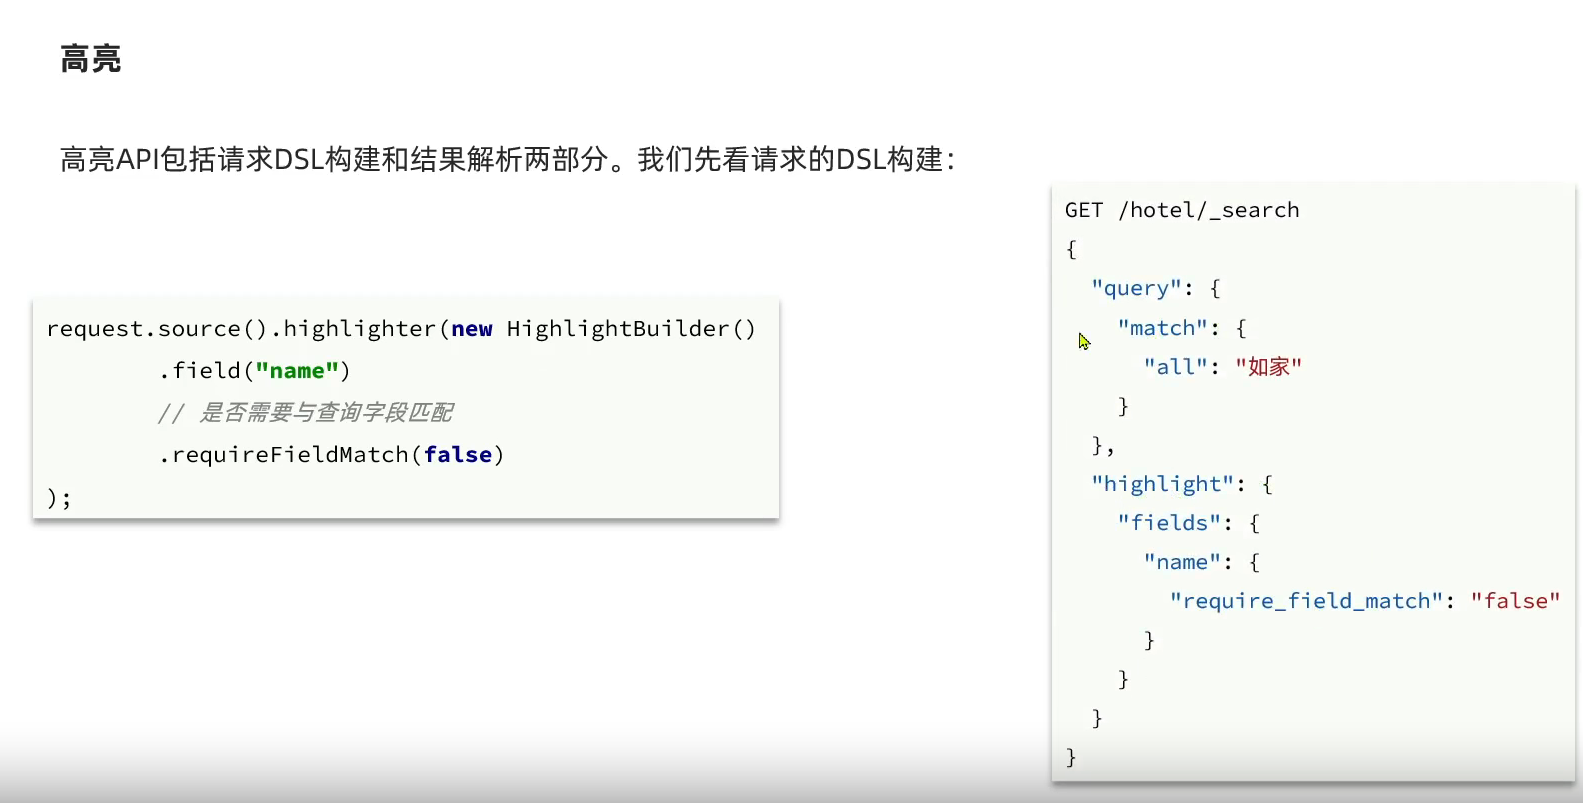 高亮
高亮API包括请求DSL构建和结果解析两部分。我们先看请求的DSL构建：
request.source().highlighter(new HighlightBuilder()
        .field("name")
        // 是否需要与查询字段匹配
        .requireFieldMatch(false)
);
GET /hotel/_search
{
  "query": {
    "match": {
      "all": "如家"
    }
  },
  "highlight": {
    "fields": {
      "name": {
        "require_field_match": "false"
      }
    }
  }
}